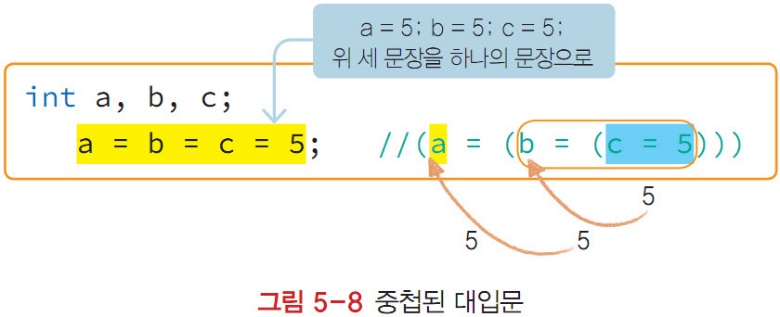 a = 5; b = 5; c = 5;
위 세 문장을 하나의 문장으로
int a, b, c;
a = b = c = 5; //(a = (b = (c = 5)))
5
5 5
그림 5-8 중첩된 대입문